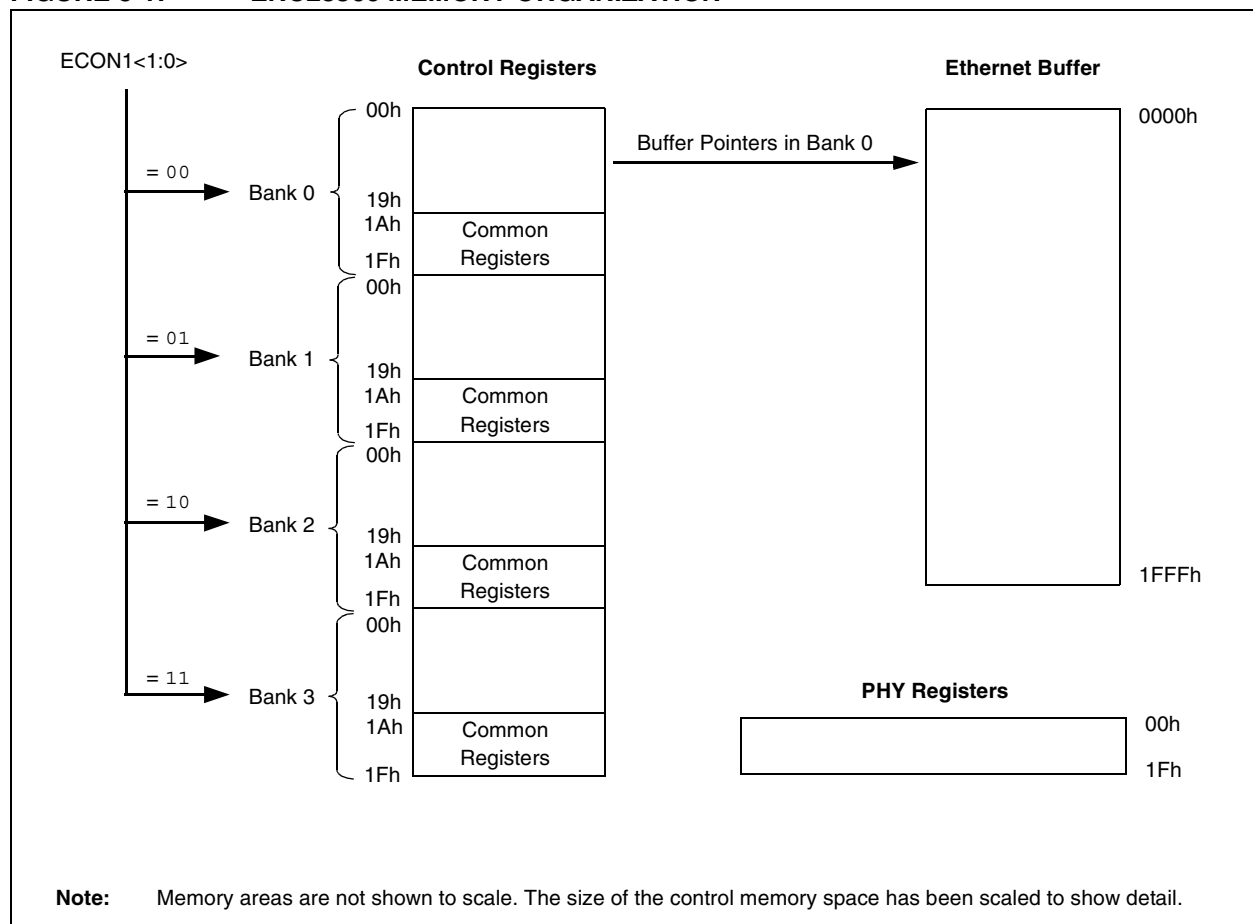 ECON1<1:0>
Control Registers
Ethernet Buffer
00h
0000h
Buffer Pointers in Bank 0
= 00
Bank 0
19h
1Ah
Common
Registers
1Fh
00h
= 01
Bank 1
19h
1Ah
Common
Registers
1Fh
00h
= 10
Bank 2
19h
1Ah
Common
Registers
1Fh
1FFFh
00h
= 11
Bank 3
19h
1Ah
Common
Registers
1Fh
PHY Registers
00h
1Fh
Note: Memory areas are not shown to scale. The size of the control memory space has been scaled to show detail.